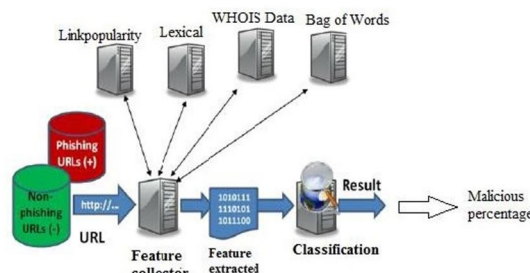 Linkpopularity
Lexical
WHOIS Data
Bag of Words
Phishing
URLs (+)
Non-
phishing
URLs (-)
http://...
URL
1010111
1110101
1011100
Result
Malicious
percentage
Feature
collector
Feature
extracted
Classification